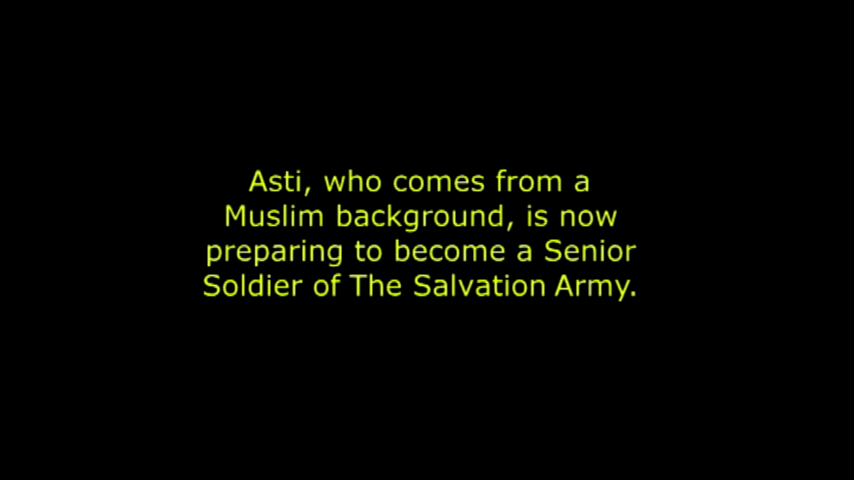 Asti, who comes from a
Muslim background, is now
preparing to become a Senior
Soldier of The Salvation Army.